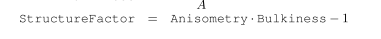 A
StructureFactor = Anisometry · Bulkiness − 1